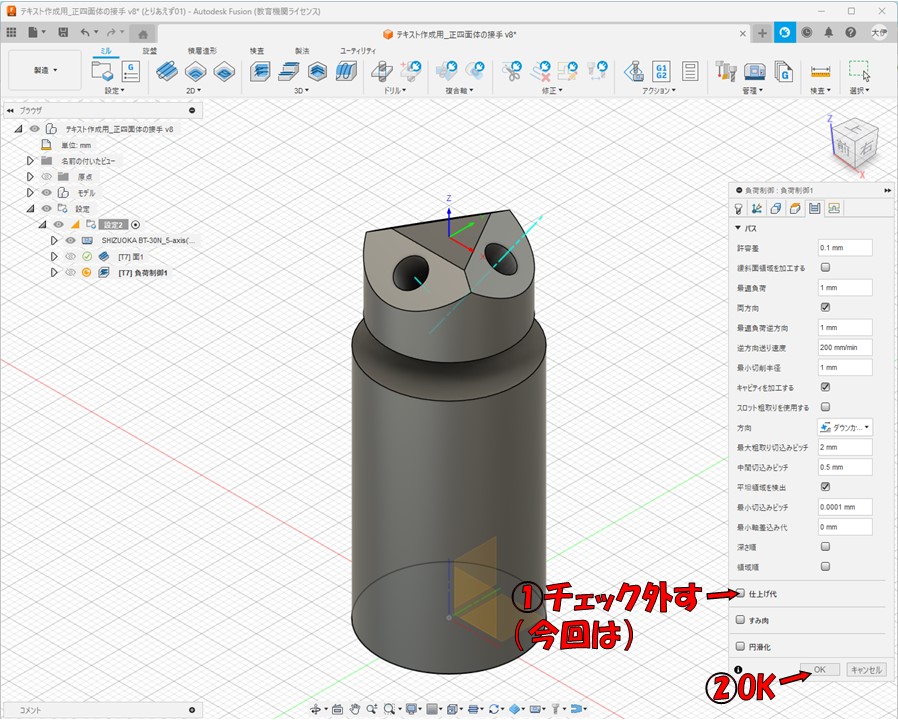 テキスト作成用_正四面体の接手 v8* (とりあえず01) - Autodesk Fusion (教育機関ライセンス)
テキスト作成用_正四面体の接手 v8*
大伊
ミル
旋盤
積層造形
検査
製法
ユーティリティ
製造
設定
2D
3D
ドリル
複合軸
修正
アクション
管理
検査
選択
G1
G2
ブラウザ
テキスト作成用_正四面体の接手 v8
単位: mm
名前の付いたビュー
原点
モデル
設定
設定2
SHIZUOKA BT-30N_5-axis(...
[T7] 面1
[T7] 負荷制御1
Z
Z
X
上
前
右
負荷制御 : 負荷制御1
パス
許容差
0.1 mm
緩斜面領域を加工する
最適負荷
1 mm
両方向
最適負荷逆方向
1 mm
逆方向送り速度
200 mm/min
最小切削半径
1 mm
キャビティを加工する
スロット粗取りを使用する
方向
ダウンカ...
最大粗取り切込みピッチ
2 mm
中間切込みピッチ
0.5 mm
平坦領域を検出
最小切込みピッチ
0.0001 mm
最小軸差込み代
0 mm
深さ順
領域順
仕上げ代
すみ肉
円滑化
OK
キャンセル
①チェック外す
(今回は)
②OK
コメント